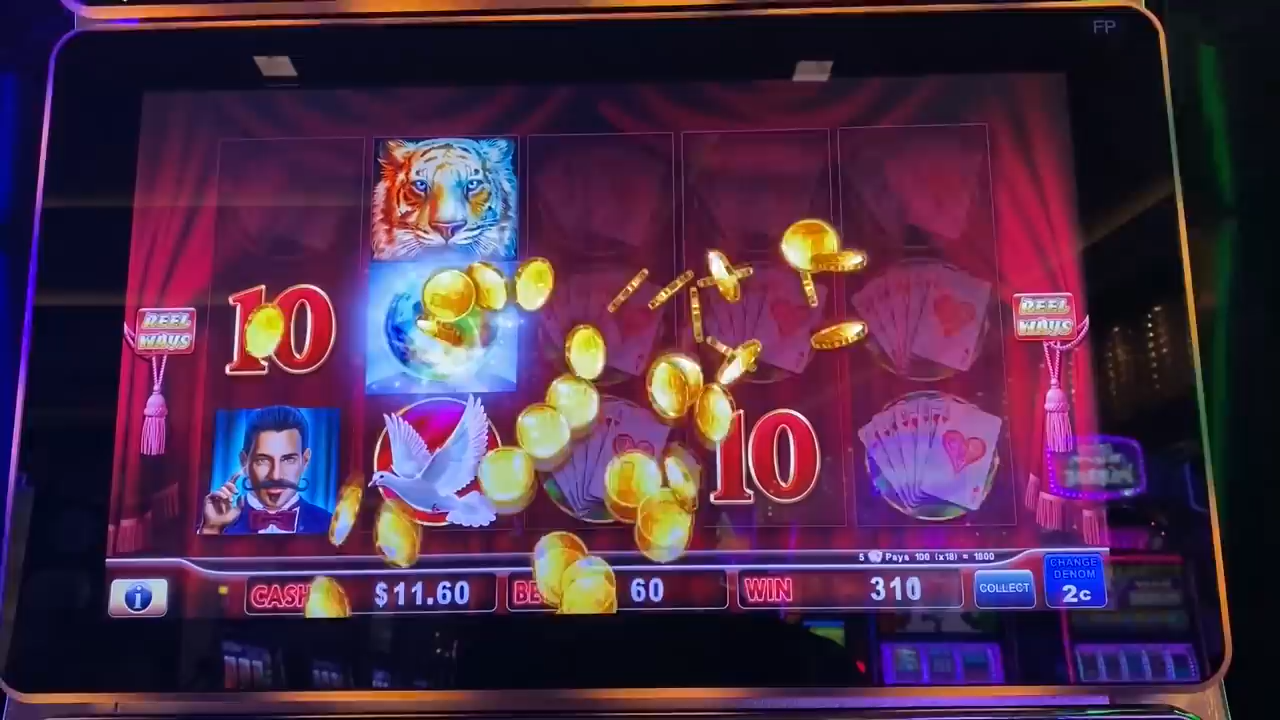 FP
10
REEL
WAYS
REEL
WAYS
10
5 Pays 100 (x18) = 1800
CASH $11.60
BE 60
WIN 310
COLLECT
CHANGE
DENOM
2c